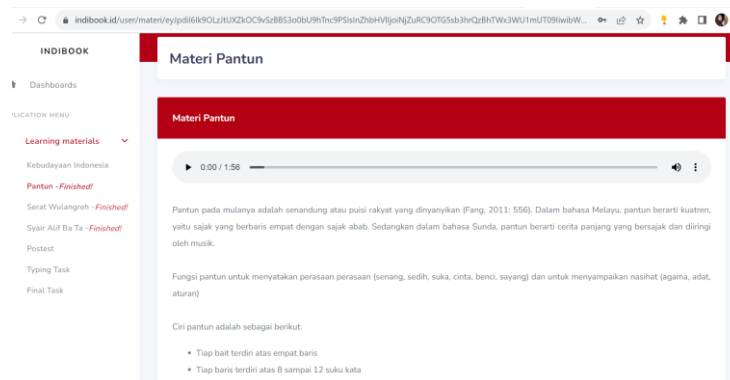 indibook.id/user/materi/
INDIBOOK
Materi Pantun
Dashboards
Learning materials
Materi Pantun
Kebudayaan Indonesia
0:00 / 1:56
Pantun - Finished!
Serat Wulangreh - Finished!
Syair Alif Ba Ta - Finished!
Postest
Typing Task
Final Task
Pantun pada mulanya adalah senandung atau puisi rakyat yang dinyanyikan (Fang, 2011: 556). Dalam bahasa Melayu, pantun berarti kuatren,
yaitu sajak yang berbaris empat dengan sajak abab. Sedangkan dalam bahasa Sunda, pantun berarti cerita panjang yang bersajak dan diiringi
oleh musik.
Fungsi pantun untuk menyatakan perasaan perasaan (senang, sedih, suka, cinta, benci, sayang) dan untuk menyampaikan nasihat (agama, adat,
aturan)
Ciri pantun adalah sebagai berikut:
Tiap bait terdiri atas empat baris
Tiap baris terdiri atas 8 sampai 12 suku kata